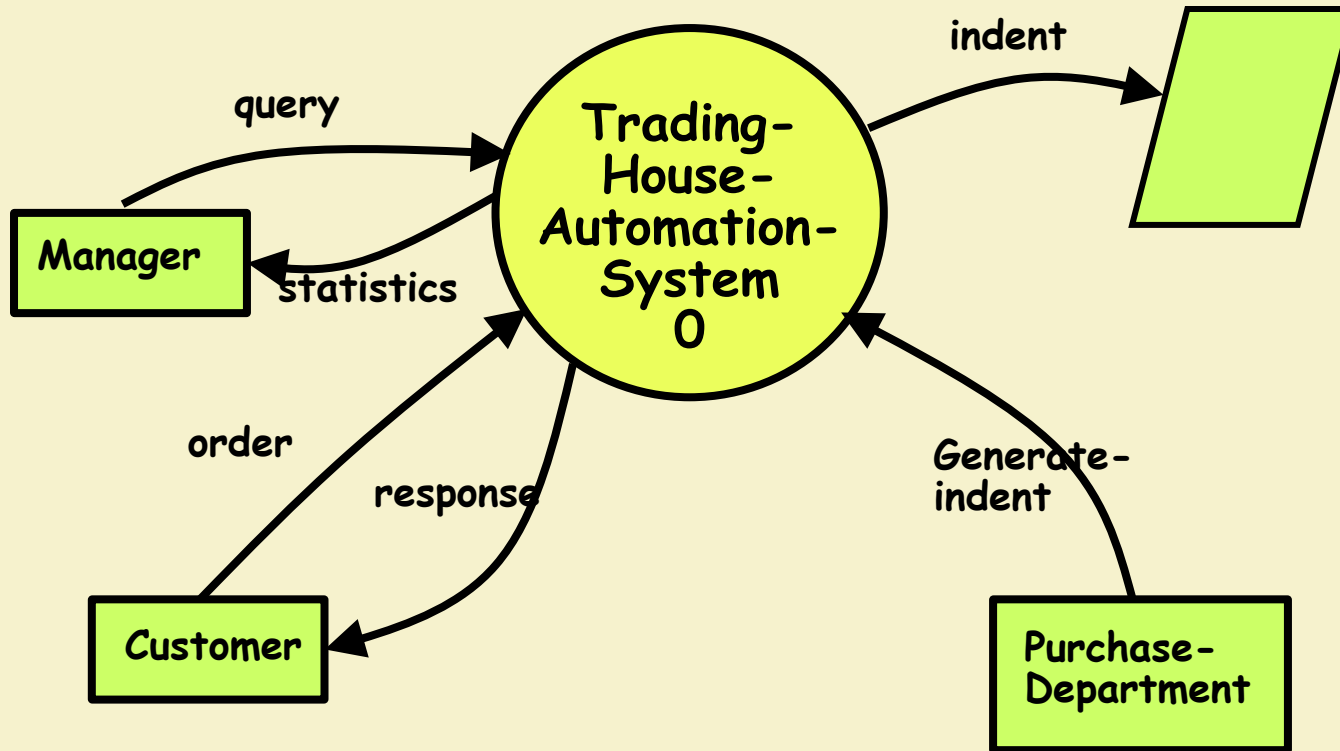 indent
query
Trading-
House-
Automation-
System
0
Manager
statistics
order
response
Generate-
indent
Customer
Purchase-
Department